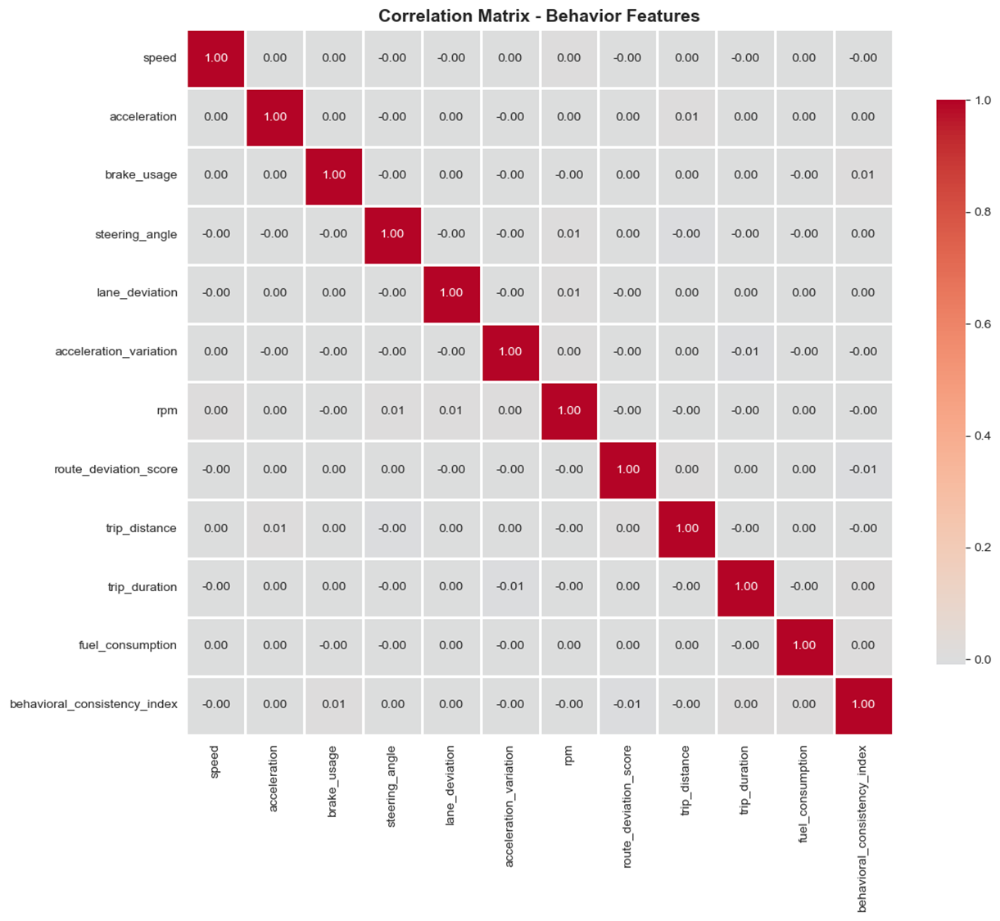 Correlation Matrix - Behavior Features
speed 1.00 0.00 0.00 -0.00 -0.00 0.00 0.00 -0.00 0.00 -0.00 0.00 -0.00
acceleration 0.00 1.00 0.00 -0.00 0.00 -0.00 0.00 0.00 0.01 0.00 0.00 0.00
brake_usage 0.00 0.00 1.00 -0.00 0.00 -0.00 -0.00 0.00 0.00 0.00 -0.00 0.01
steering_angle -0.00 -0.00 -0.00 1.00 -0.00 -0.00 0.01 0.00 -0.00 -0.00 -0.00 0.00
lane_deviation -0.00 0.00 0.00 -0.00 1.00 -0.00 0.01 -0.00 0.00 0.00 0.00 0.00
acceleration_variation 0.00 -0.00 -0.00 -0.00 -0.00 1.00 0.00 -0.00 0.00 -0.01 -0.00 -0.00
rpm 0.00 0.00 -0.00 0.01 0.01 0.00 1.00 -0.00 -0.00 -0.00 0.00 -0.00
route_deviation_score -0.00 0.00 0.00 0.00 -0.00 -0.00 -0.00 1.00 0.00 0.00 0.00 -0.01
trip_distance 0.00 0.01 0.00 -0.00 0.00 0.00 -0.00 0.00 1.00 -0.00 0.00 -0.00
trip_duration -0.00 0.00 0.00 -0.00 0.00 -0.01 -0.00 0.00 -0.00 1.00 -0.00 0.00
fuel_consumption 0.00 0.00 -0.00 -0.00 0.00 -0.00 0.00 0.00 0.00 -0.00 1.00 0.00
behavioral_consistency_index -0.00 0.00 0.01 0.00 0.00 -0.00 -0.00 -0.01 -0.00 0.00 0.00 1.00
speed
acceleration
brake_usage
steering_angle
lane_deviation
acceleration_variation
rpm
route_deviation_score
trip_distance
trip_duration
fuel_consumption
behavioral_consistency_index
1.0
0.8
0.6
0.4
0.2
0.0